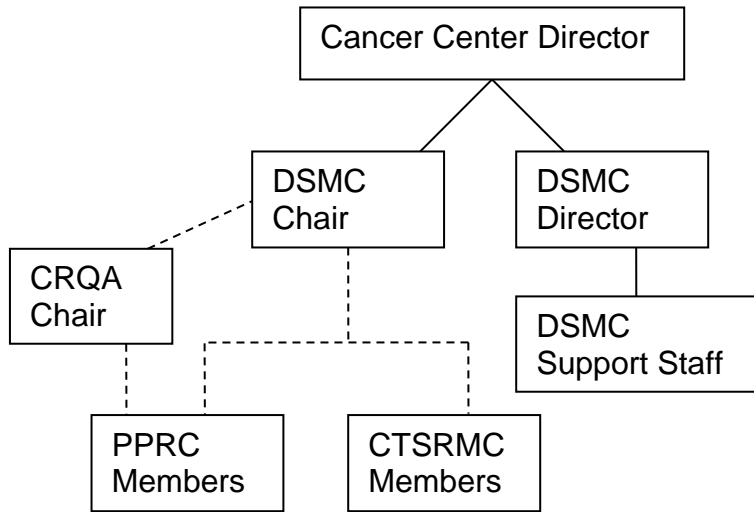 Cancer Center Director
DSMC
Chair
DSMC
Director
CRQA
Chair
DSMC
Support Staff
PPRC
Members
CTSRMC
Members